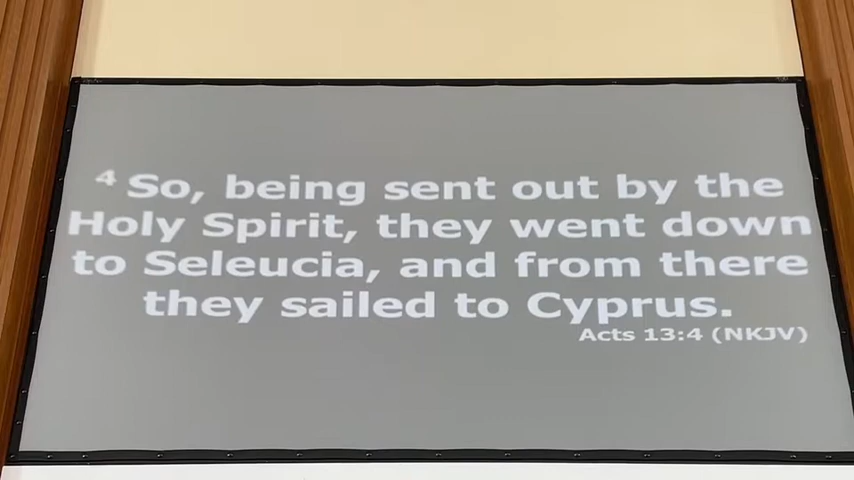 4 So, being sent out by the
Holy Spirit, they went down
to Seleucia, and from there
they sailed to Cyprus.
Acts 13:4 (NKJV)